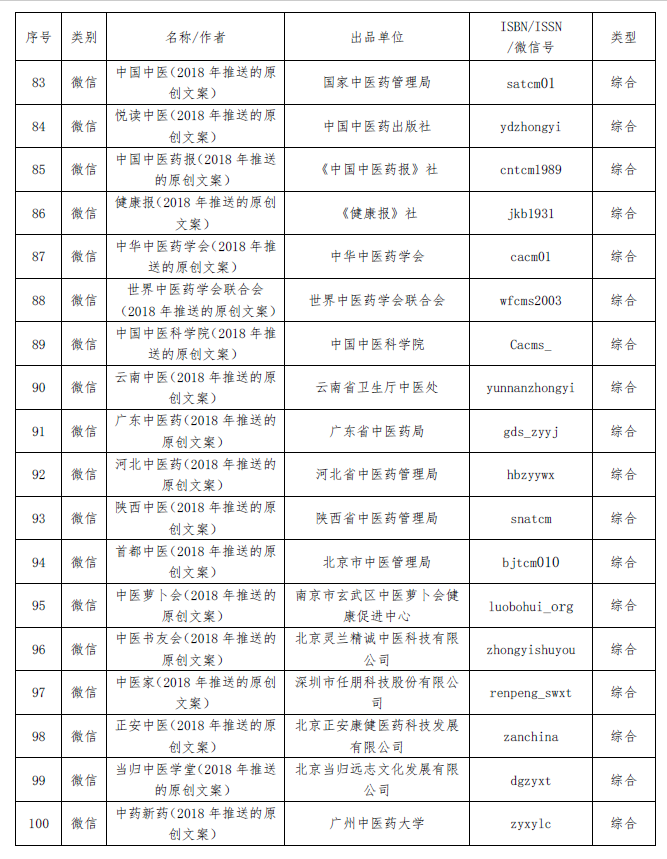 序号 类别 名称/作者 出品单位 ISBN/ISSN
/微信号 类型
83 微信 中国中医(2018 年推送的原
创文案) 国家中医药管理局 satcm01 综合
84 微信 悦读中医(2018 年推送的原
创文案) 中国中医药出版社 ydzhongyi 综合
85 微信 中国中医药报(2018 年推送
的原创文案) 《中国中医药报》社 cntcm1989 综合
86 微信 健康报(2018 年推送的原创
文案) 《健康报》社 jkb1931 综合
87 微信 中华中医药学会(2018 年推
送的原创文案) 中华中医药学会 cacm01 综合
88 微信 世界中医药学会联合会
(2018 年推送的原创文案) 世界中医药学会联合会 wfcms2003 综合
89 微信 中国中医科学院(2018 年推
送的原创文案) 中国中医科学院 Cacms_ 综合
90 微信 云南中医(2018 年推送的原
创文案) 云南省卫生厅中医处 yunnanzhongyi 综合
91 微信 广东中医药(2018 年推送的
原创文案) 广东省中医药局 gds_zyyj 综合
92 微信 河北中医药(2018 年推送的
原创文案) 河北省中医药管理局 hbzyywx 综合
93 微信 陕西中医(2018 年推送的原
创文案) 陕西省中医药管理局 snatcm 综合
94 微信 首都中医(2018 年推送的原
创文案) 北京市中医管理局 bjtcm010 综合
95 微信 中医萝卜会(2018 年推送的
原创文案) 南京市玄武区中医萝卜会健
康促进中心 luobohui_org 综合
96 微信 中医书友会(2018 年推送的
原创文案) 北京灵兰精诚中医科技有限
公司 zhongyishuyou 综合
97 微信 中医家(2018 年推送的原创
文案) 深圳市任朋科技股份有限公
司 renpeng_swxt 综合
98 微信 正安中医(2018 年推送的原
创文案) 北京正安康健医药科技发展
有限公司 zanchina 综合
99 微信 当归中医学堂(2018 年推送
的原创文案) 北京当归远志文化发展有限
公司 dgzyxt 综合
100 微信 中药新药(2018 年推送的原
创文案) 广州中医药大学 zyxylc 综合